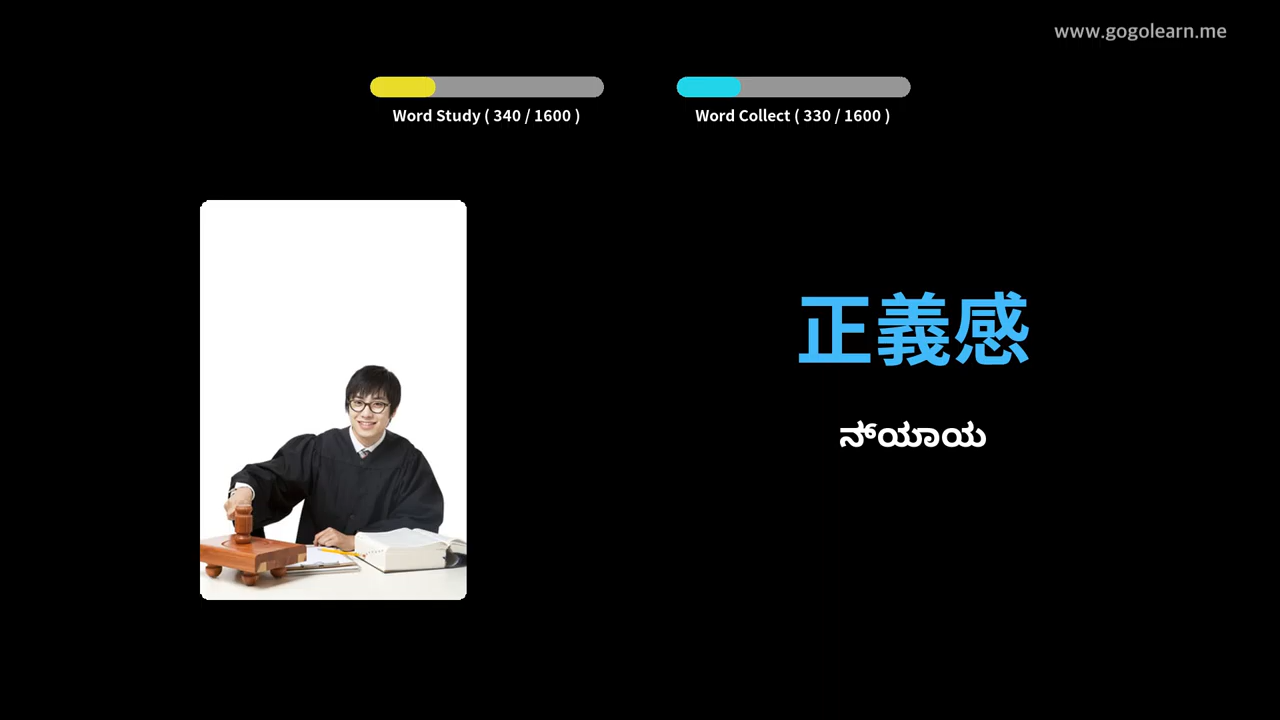 www.gogolearn.me
Word Study ( 340 / 1600 )
Word Collect ( 330 / 1600 )
正義感
ನ್ಯಾಯ